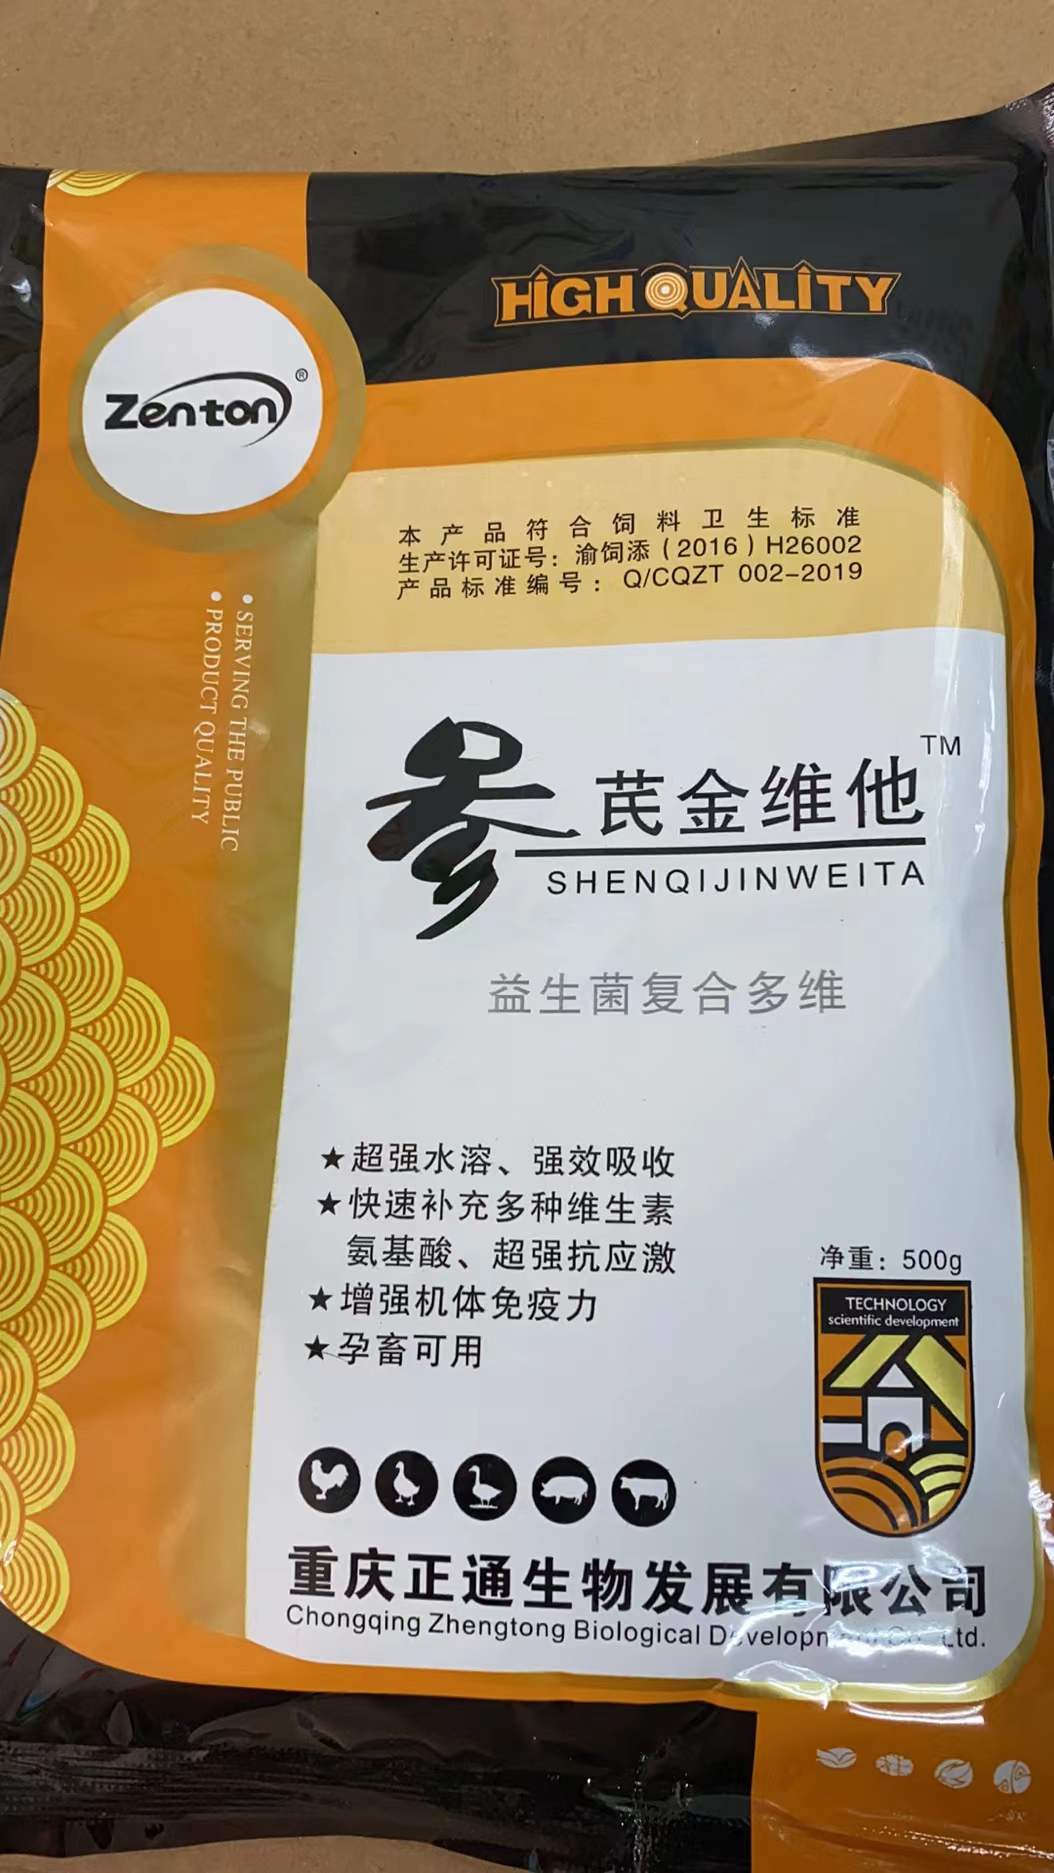 HIGH QUALITY
Zenton®
本产品符合饲料卫生标准
生产许可证号：渝饲添（2016）H26002
产品标准编号：Q/CQZT 002-2019
• SERVING THE PUBLIC
• PRODUCT QUALITY
参芪金维他™
SHENQIJINWEITA
益生菌复合多维
★超强水溶、强效吸收
★快速补充多种维生素
氨基酸、超强抗应激
★增强机体免疫力
★孕畜可用
净重：500g
TECHNOLOGY
scientific development
重庆正通生物发展有限公司
Chongqing Zhengtong Biological Development Co., Ltd.